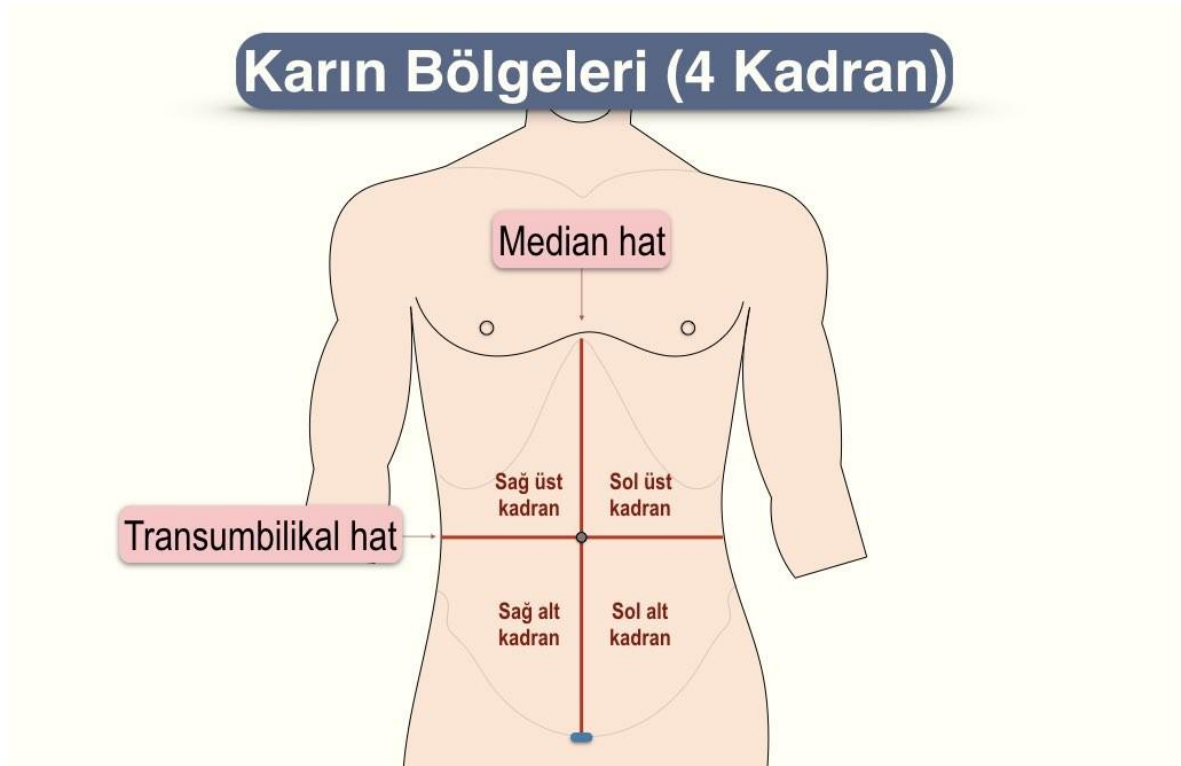 Karın Bölgeleri (4 Kadran)
Median hat
Sağ üst
kadran
Sol üst
kadran
Transumbilikal hat
Sağ alt
kadran
Sol alt
kadran